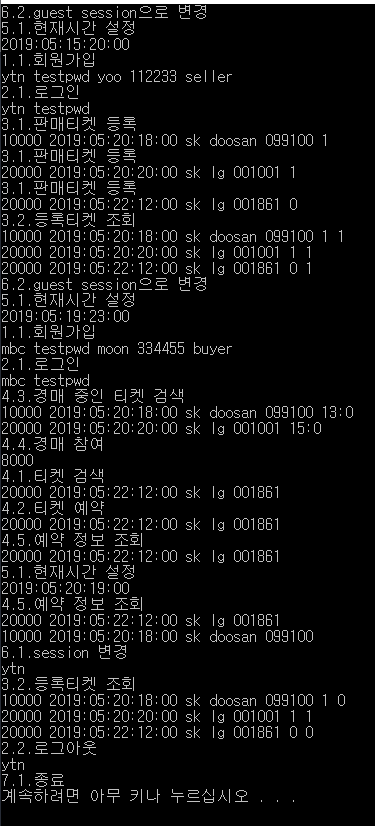 6.2.guest session으로 변경
5.1.현재시간 설정
2019:05:15:20:00
1.1.회원가입
ytn testpwd yoo 112233 seller
2.1.로그인
ytn testpwd
3.1.판매티켓 등록
10000 2019:05:20:18:00 sk doosan 099100 1
3.1.판매티켓 등록
20000 2019:05:20:20:00 sk lg 001001 1
3.1.판매티켓 등록
20000 2019:05:22:12:00 sk lg 001861 0
3.2.등록티켓 조회
10000 2019:05:20:18:00 sk doosan 099100 1 1
20000 2019:05:20:20:00 sk lg 001001 1 1
20000 2019:05:22:12:00 sk lg 001861 0 1
6.2.guest session으로 변경
5.1.현재시간 설정
2019:05:19:23:00
1.1.회원가입
mbc testpwd moon 334455 buyer
2.1.로그인
mbc testpwd
4.3.경매 중인 티켓 검색
10000 2019:05:20:18:00 sk doosan 099100 13:0
20000 2019:05:20:20:00 sk lg 001001 15:0
4.4.경매 참여
8000
4.1.티켓 검색
20000 2019:05:22:12:00 sk lg 001861
4.2.티켓 예약
20000 2019:05:22:12:00 sk lg 001861
4.5.예약 정보 조회
20000 2019:05:22:12:00 sk lg 001861
5.1.현재시간 설정
2019:05:20:19:00
4.5.예약 정보 조회
20000 2019:05:22:12:00 sk lg 001861
10000 2019:05:20:18:00 sk doosan 099100
6.1.session 변경
ytn
3.2.등록티켓 조회
10000 2019:05:20:18:00 sk doosan 099100 1 0
20000 2019:05:20:20:00 sk lg 001001 1 1
20000 2019:05:22:12:00 sk lg 001861 0 0
2.2.로그아웃
ytn
7.1.종료
계속하려면 아무 키나 누르십시오 . . .